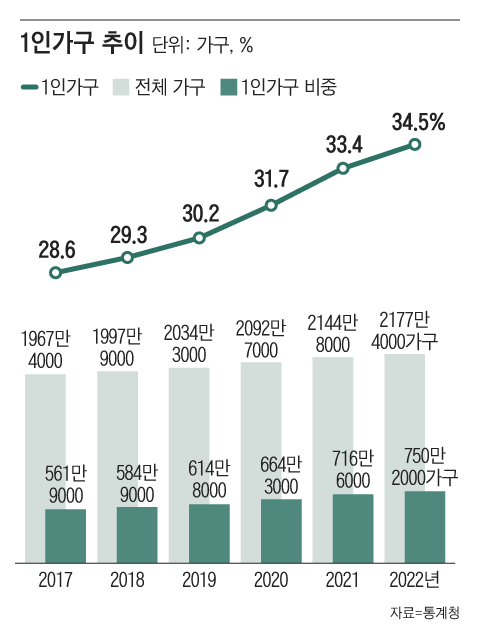 1인가구 추이 단위: 가구, %
1인가구 전체 가구 1인가구 비중
34.5%
33.4
31.7
30.2
29.3
28.6
1967만
4000
1997만
9000
2034만
3000
2092만
7000
2144만
8000
2177만
4000가구
561만
9000
584만
9000
614만
8000
664만
3000
716만
6000
750만
2000가구
2017 2018 2019 2020 2021 2022년
자료=통계청